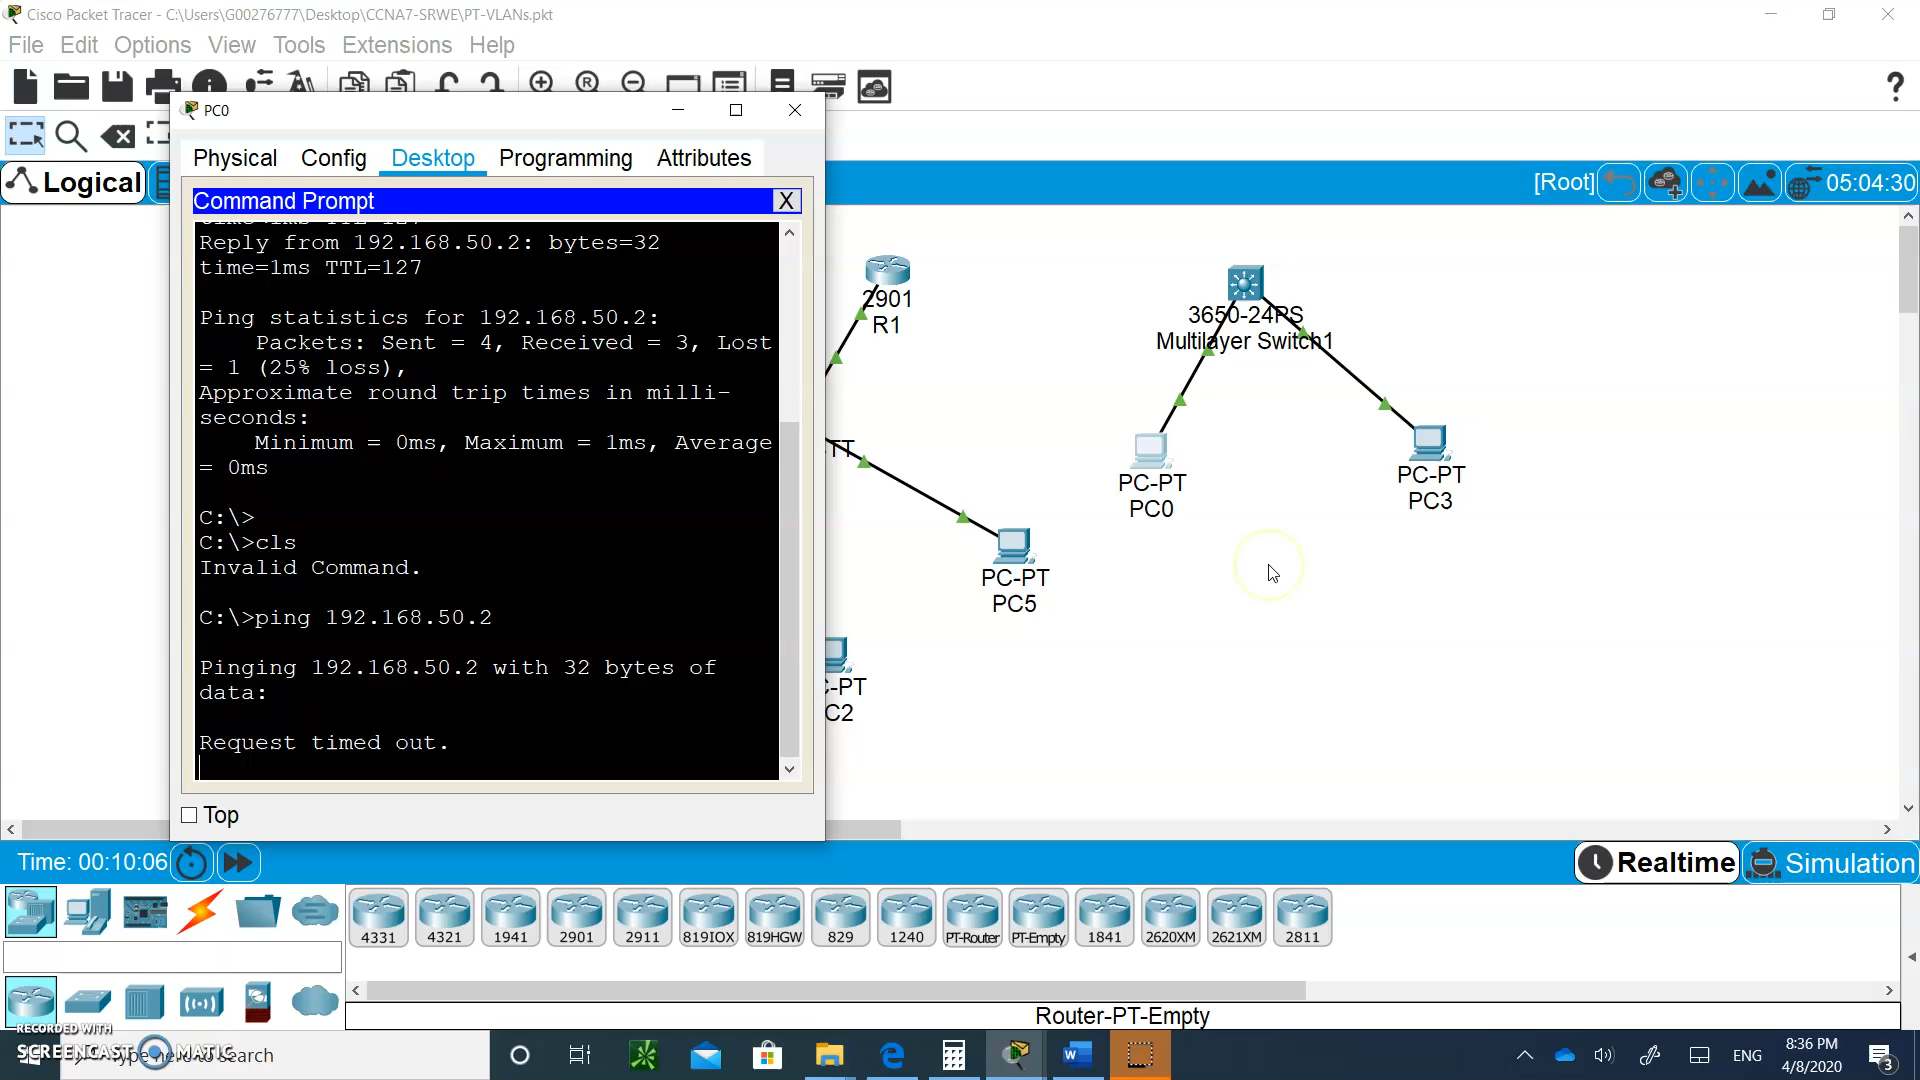 Cisco Packet Tracer - C:\Users\G00276777\Desktop\CCNA7-SRWE\PT-VLANs.pkt
File Edit Options View Tools Extensions Help
PC0
Physical Config Desktop Programming Attributes
Logical
[Root]
05:04:30
Command Prompt X
Reply from 192.168.50.2: bytes=32
time=1ms TTL=127
Ping statistics for 192.168.50.2:
Packets: Sent = 4, Received = 3, Lost
= 1 (25% loss),
Approximate round trip times in milli-
seconds:
Minimum = 0ms, Maximum = 1ms, Average
= 0ms
C:\>
C:\>cls
Invalid Command.
C:\>ping 192.168.50.2
Pinging 192.168.50.2 with 32 bytes of
data:
Request timed out.
Top
2901
R1
3650-24PS
Multilayer Switch1
PC-PT
PC0
PC-PT
PC3
TT
PC-PT
PC5
-PT
C2
Time: 00:10:06
Realtime
Simulation
4331 4321 1941 2901 2911 819IOX 819HGW 829 1240 PT-Router PT-Empty 1841 2620XM 2621XM 2811
Router-PT-Empty
RECORDED WITH
SCREENCAST MATIC
Type here to search
ENG
8:36 PM
4/8/2020
3